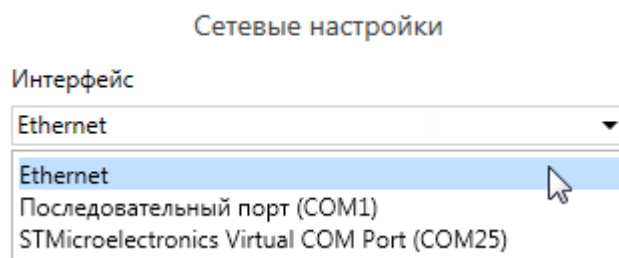 Сетевые настройки
Интерфейс
Ethernet
Ethernet
Последовательный порт (COM1)
STMicroelectronics Virtual COM Port (COM25)